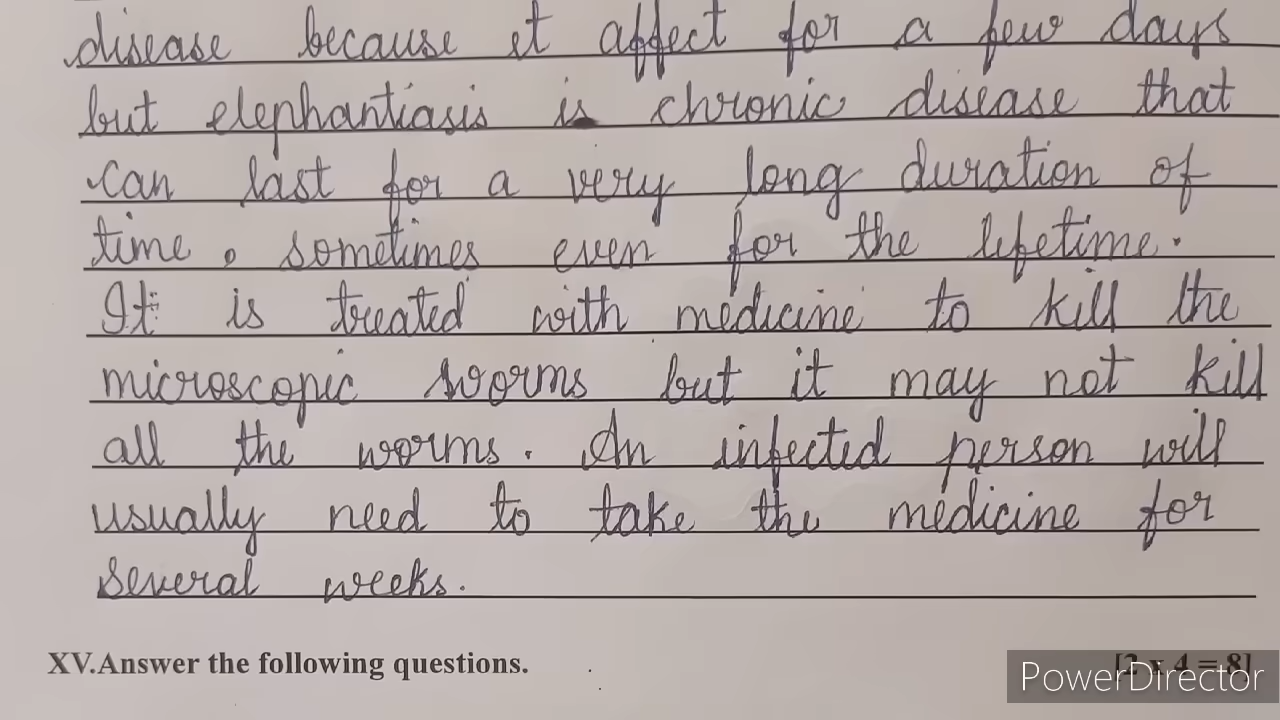 disease because it affect for a few days
but elephantiasis is chronic disease that
can last for a very long duration of
time, sometimes even for the lifetime.
It is treated with medicine to kill the
microscopic worms but it may not kill
all the worms. An infected person will
usually need to take the medicine for
several weeks.
XV.Answer the following questions. [2 x 4 = 8]
PowerDirector